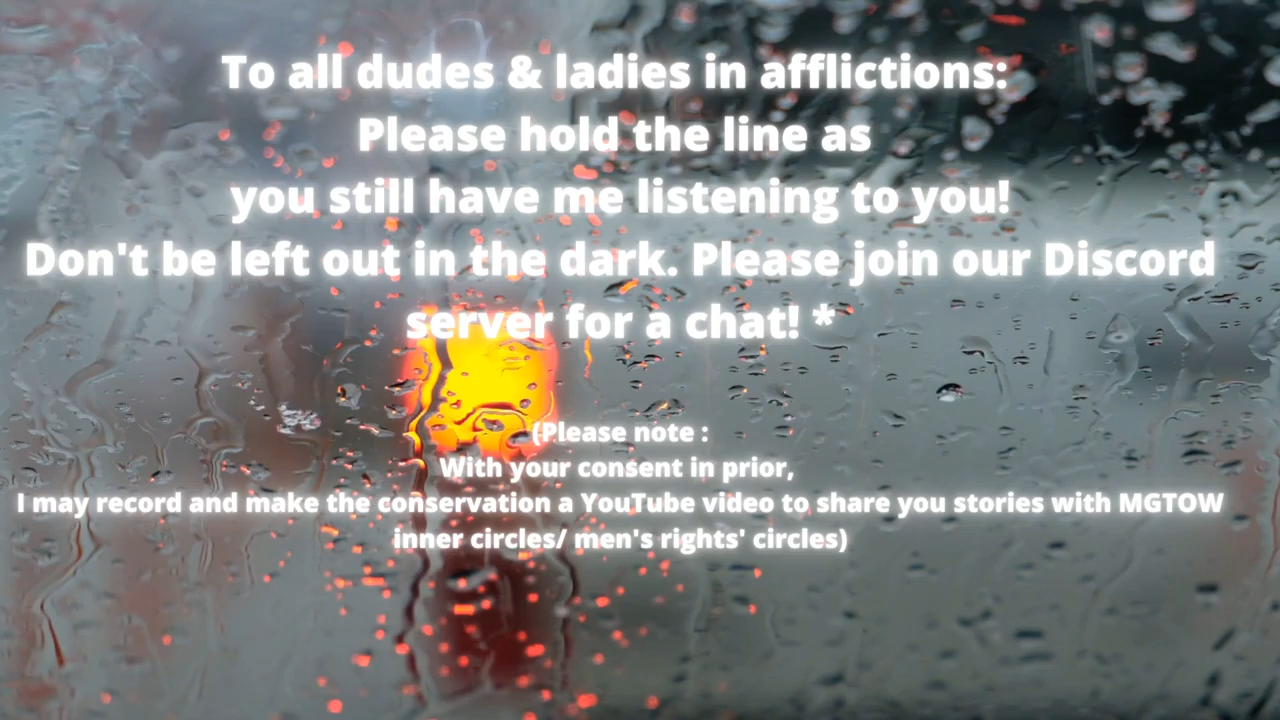 To all dudes & ladies in afflictions:
Please hold the line as
you still have me listening to you!
Don't be left out in the dark. Please join our Discord
server for a chat! *
(Please note :
With your consent in prior,
I may record and make the conservation a YouTube video to share you stories with MGTOW
inner circles/ men's rights' circles)